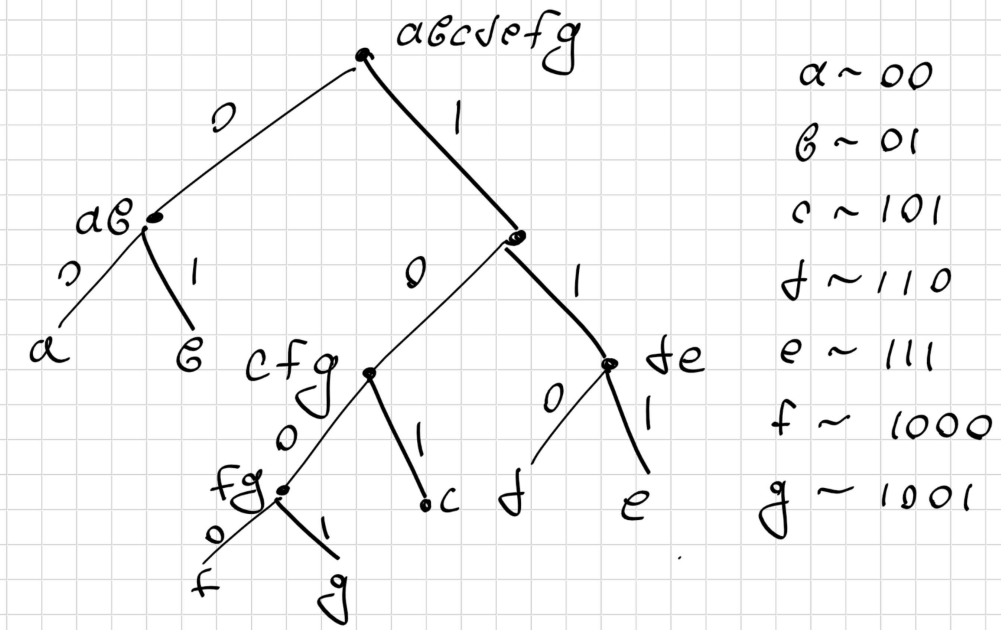 abcdefg
0
1
ab
0
1
0
1
a
b
cfg
de
0
1
0
1
fg
c
d
e
0
1
f
g
a ~ 00
b ~ 01
c ~ 101
d ~ 110
e ~ 111
f ~ 1000
g ~ 1001